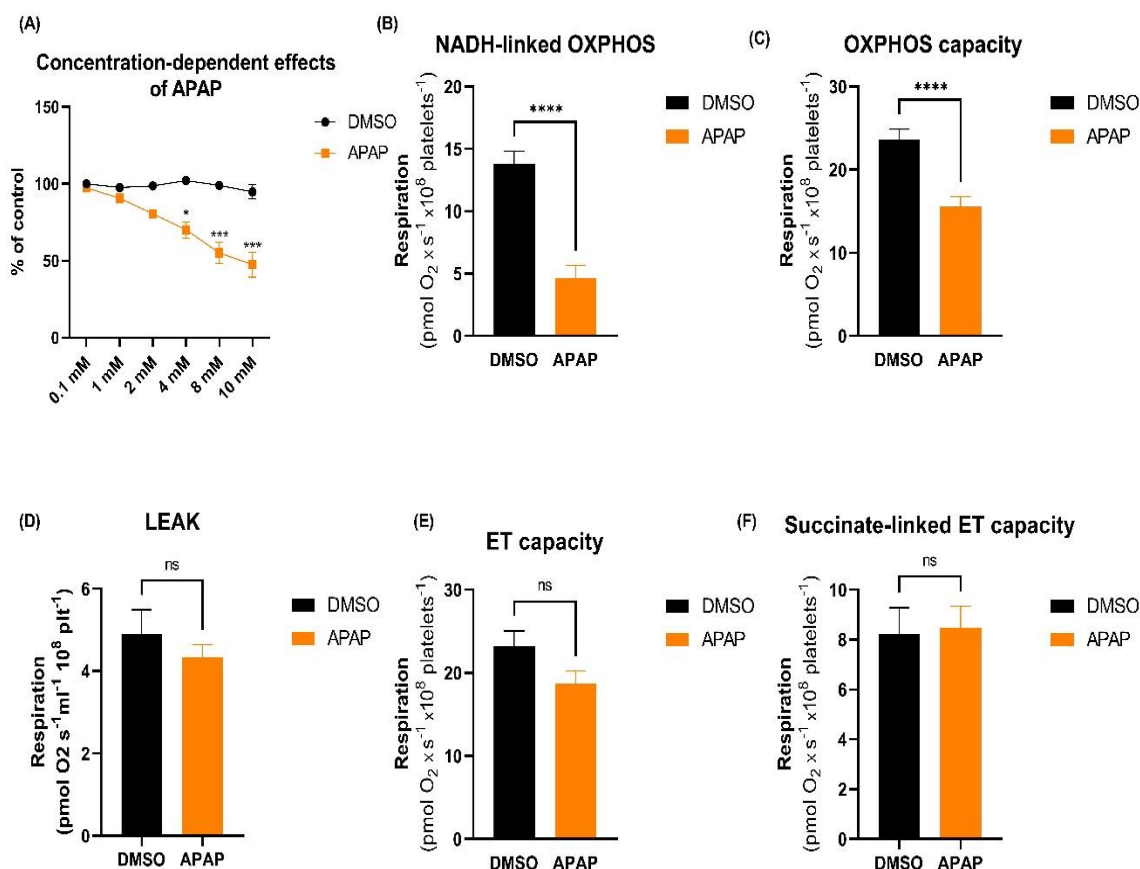 (A)
Concentration-dependent effects
of APAP
% of control
150
100
50
0
0.1 mM
1 mM
2 mM
4 mM
8 mM
10 mM
*
***
***
DMSO
APAP
(B)
NADH-linked OXPHOS
Respiration
(pmol O₂ x s⁻¹ x10⁸ platelets⁻¹)
20
15
10
5
0
****
DMSO
APAP
DMSO
APAP
(C)
OXPHOS capacity
Respiration
(pmol O₂ x s⁻¹ x10⁸ platelets⁻¹)
30
20
10
0
****
DMSO
APAP
DMSO
APAP
(D)
LEAK
Respiration
(pmol O2 s⁻¹ml⁻¹ 10⁸ plt⁻¹)
6
4
2
0
ns
DMSO
APAP
DMSO
APAP
(E)
ET capacity
Respiration
(pmol O₂ x s⁻¹ x10⁸ platelets⁻¹)
30
20
10
0
ns
DMSO
APAP
DMSO
APAP
(F)
Succinate-linked ET capacity
Respiration
(pmol O₂ x s⁻¹ x10⁸ platelets⁻¹)
10
8
6
4
2
0
ns
DMSO
APAP
DMSO
APAP